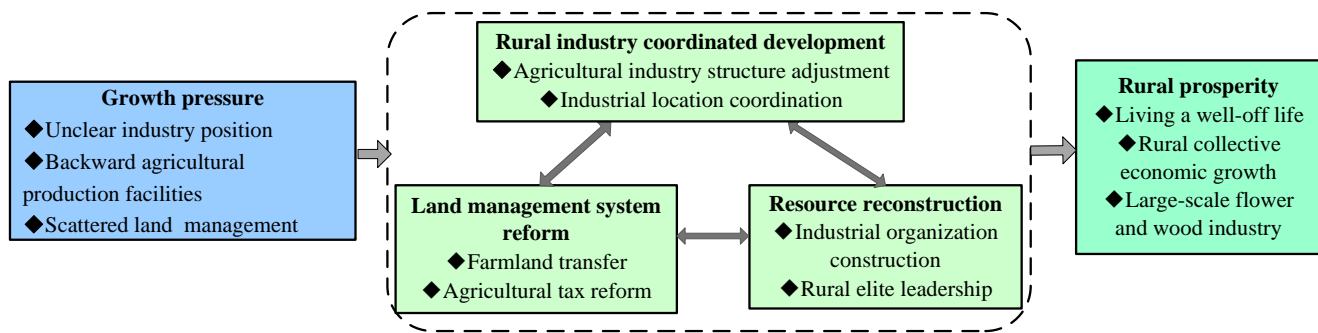 Growth pressure
◆Unclear industry position
◆Backward agricultural
production facilities
◆Scattered land management
Rural industry coordinated development
◆Agricultural industry structure adjustment
◆Industrial location coordination
Land management system
reform
◆Farmland transfer
◆Agricultural tax reform
Resource reconstruction
◆Industrial organization
construction
◆Rural elite leadership
Rural prosperity
◆Living a well-off life
◆Rural collective
economic growth
◆Large-scale flower
and wood industry